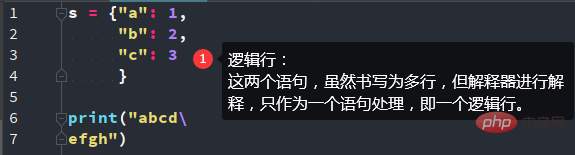 1 s = {"a": 1,
2 "b": 2,
3 "c": 3
4 }
5
6 print("abcd\
7 efgh")
1 逻辑行：
这两个语句，虽然书写为多行，但解释器进行解
释，只作为一个语句处理，即一个逻辑行。
php